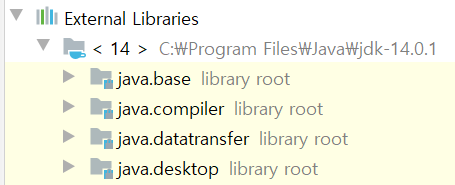 External Libraries
< 14 > C:₩Program Files₩Java₩jdk-14.0.1
java.base library root
java.compiler library root
java.datatransfer library root
java.desktop library root